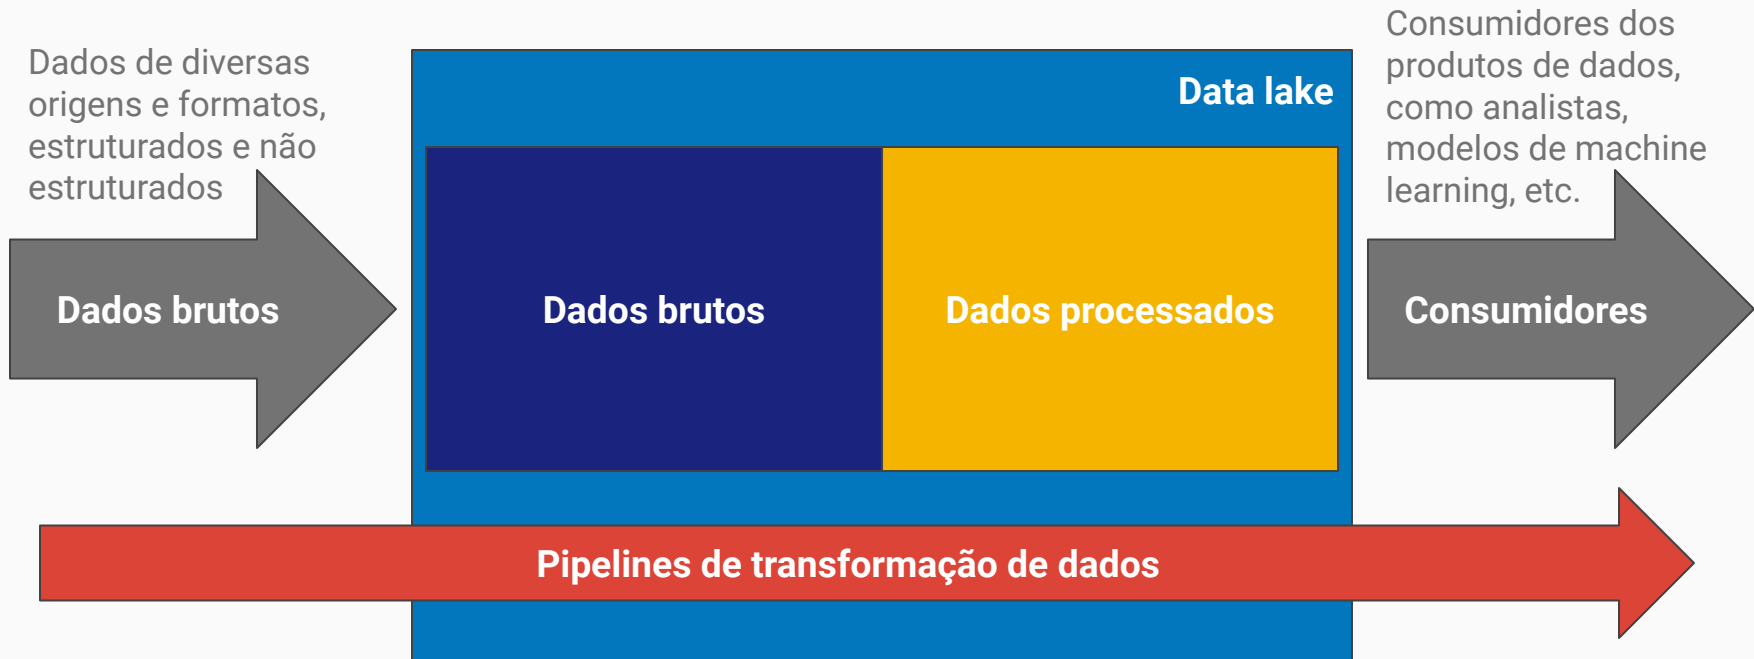 Dados de diversas
origens e formatos,
estruturados e não
estruturados
Dados brutos
Data lake
Dados brutos
Dados processados
Consumidores dos
produtos de dados,
como analistas,
modelos de machine
learning, etc.
Consumidores
Pipelines de transformação de dados